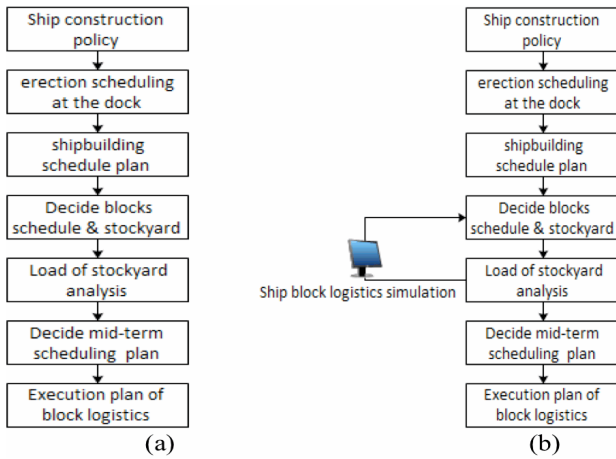 Ship construction
policy
erection scheduling
at the dock
shipbuilding
schedule plan
Decide blocks
schedule & stockyard
Load of stockyard
analysis
Decide mid-term
scheduling plan
Execution plan of
block logistics
(a)
Ship construction
policy
erection scheduling
at the dock
shipbuilding
schedule plan
Decide blocks
schedule & stockyard
Ship block logistics simulation
Load of stockyard
analysis
Decide mid-term
scheduling plan
Execution plan of
block logistics
(b)